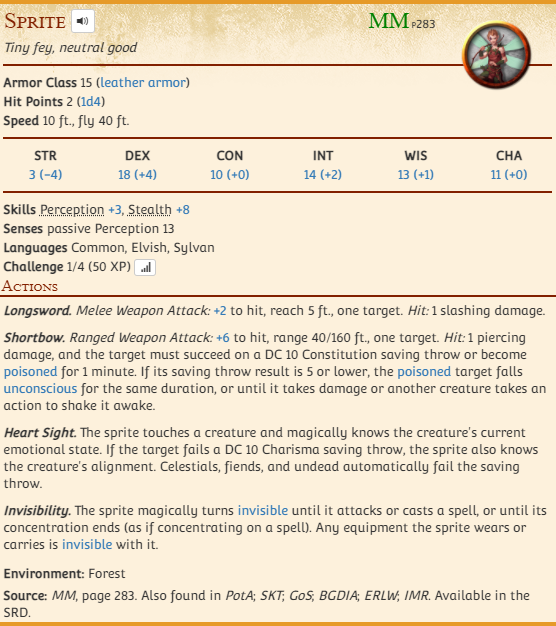 Sprite
MM P283
Tiny fey, neutral good
Armor Class 15 (leather armor)
Hit Points 2 (1d4)
Speed 10 ft., fly 40 ft.
STR DEX CON INT WIS CHA
3 (−4) 18 (+4) 10 (+0) 14 (+2) 13 (+1) 11 (+0)
Skills Perception +3, Stealth +8
Senses passive Perception 13
Languages Common, Elvish, Sylvan
Challenge 1/4 (50 XP)
Actions
Longsword. Melee Weapon Attack: +2 to hit, reach 5 ft., one target. Hit: 1 slashing damage.
Shortbow. Ranged Weapon Attack: +6 to hit, range 40/160 ft., one target. Hit: 1 piercing
damage, and the target must succeed on a DC 10 Constitution saving throw or become
poisoned for 1 minute. If its saving throw result is 5 or lower, the poisoned target falls
unconscious for the same duration, or until it takes damage or another creature takes an
action to shake it awake.
Heart Sight. The sprite touches a creature and magically knows the creature's current
emotional state. If the target fails a DC 10 Charisma saving throw, the sprite also knows
the creature's alignment. Celestials, fiends, and undead automatically fail the saving
throw.
Invisibility. The sprite magically turns invisible until it attacks or casts a spell, or until its
concentration ends (as if concentrating on a spell). Any equipment the sprite wears or
carries is invisible with it.
Environment: Forest
Source: MM, page 283. Also found in PotA; SKT; GoS; BGDIA; ERLW; IMR. Available in the
SRD.